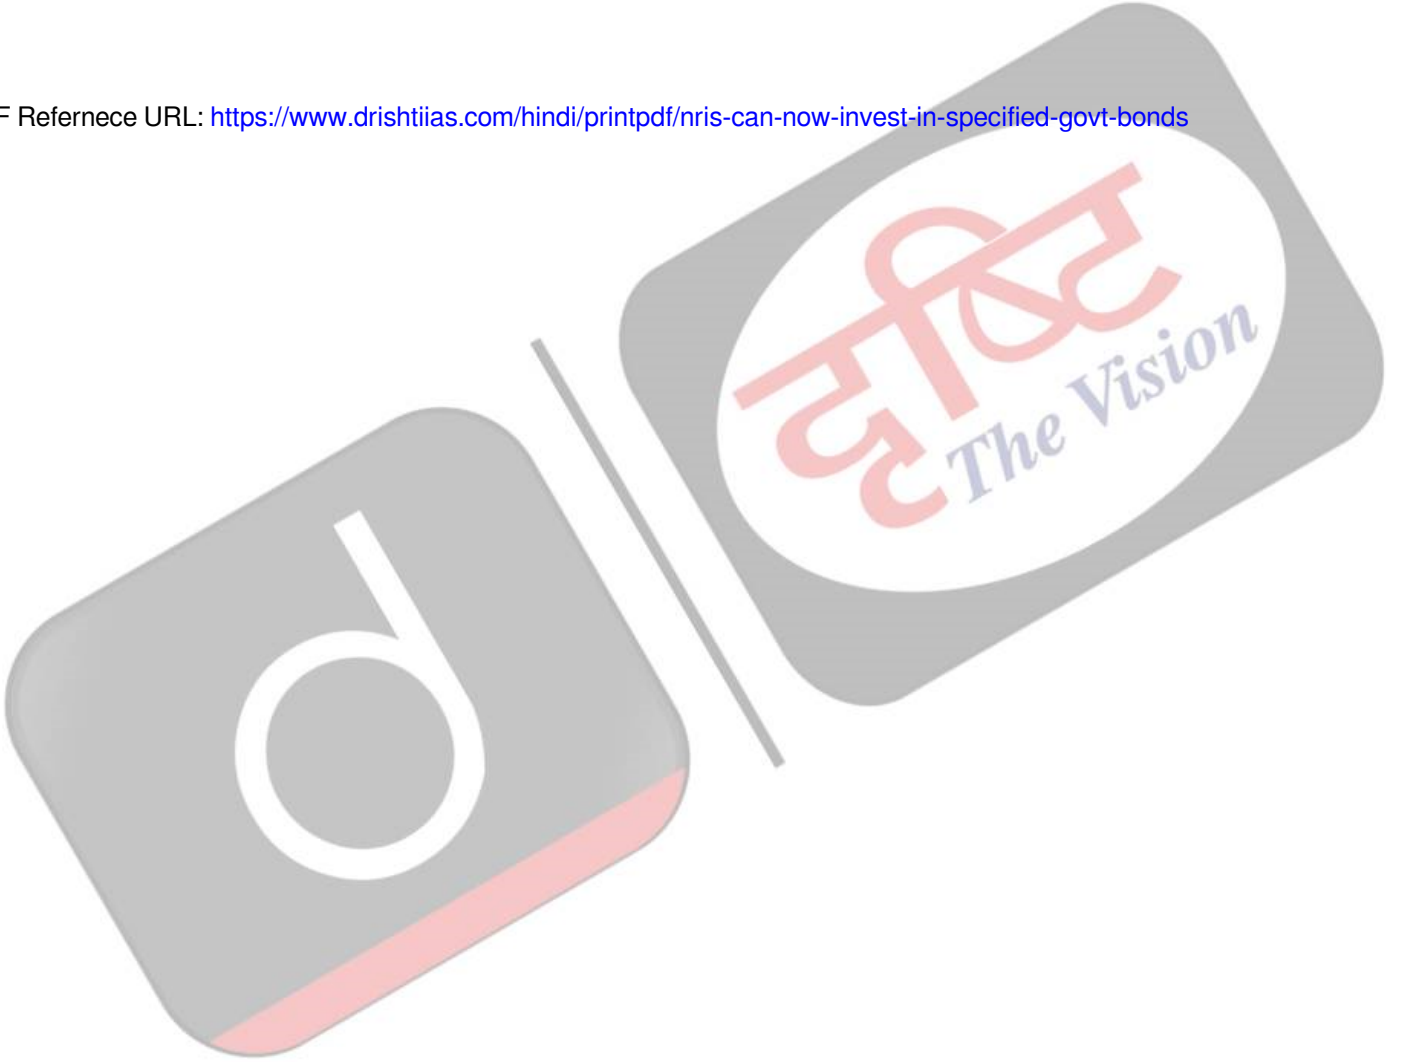 F Refernece URL: https://www.drishtiias.com/hindi/printpdf/nris-can-now-invest-in-specified-govt-bonds
दृष्टि
The Vision
d